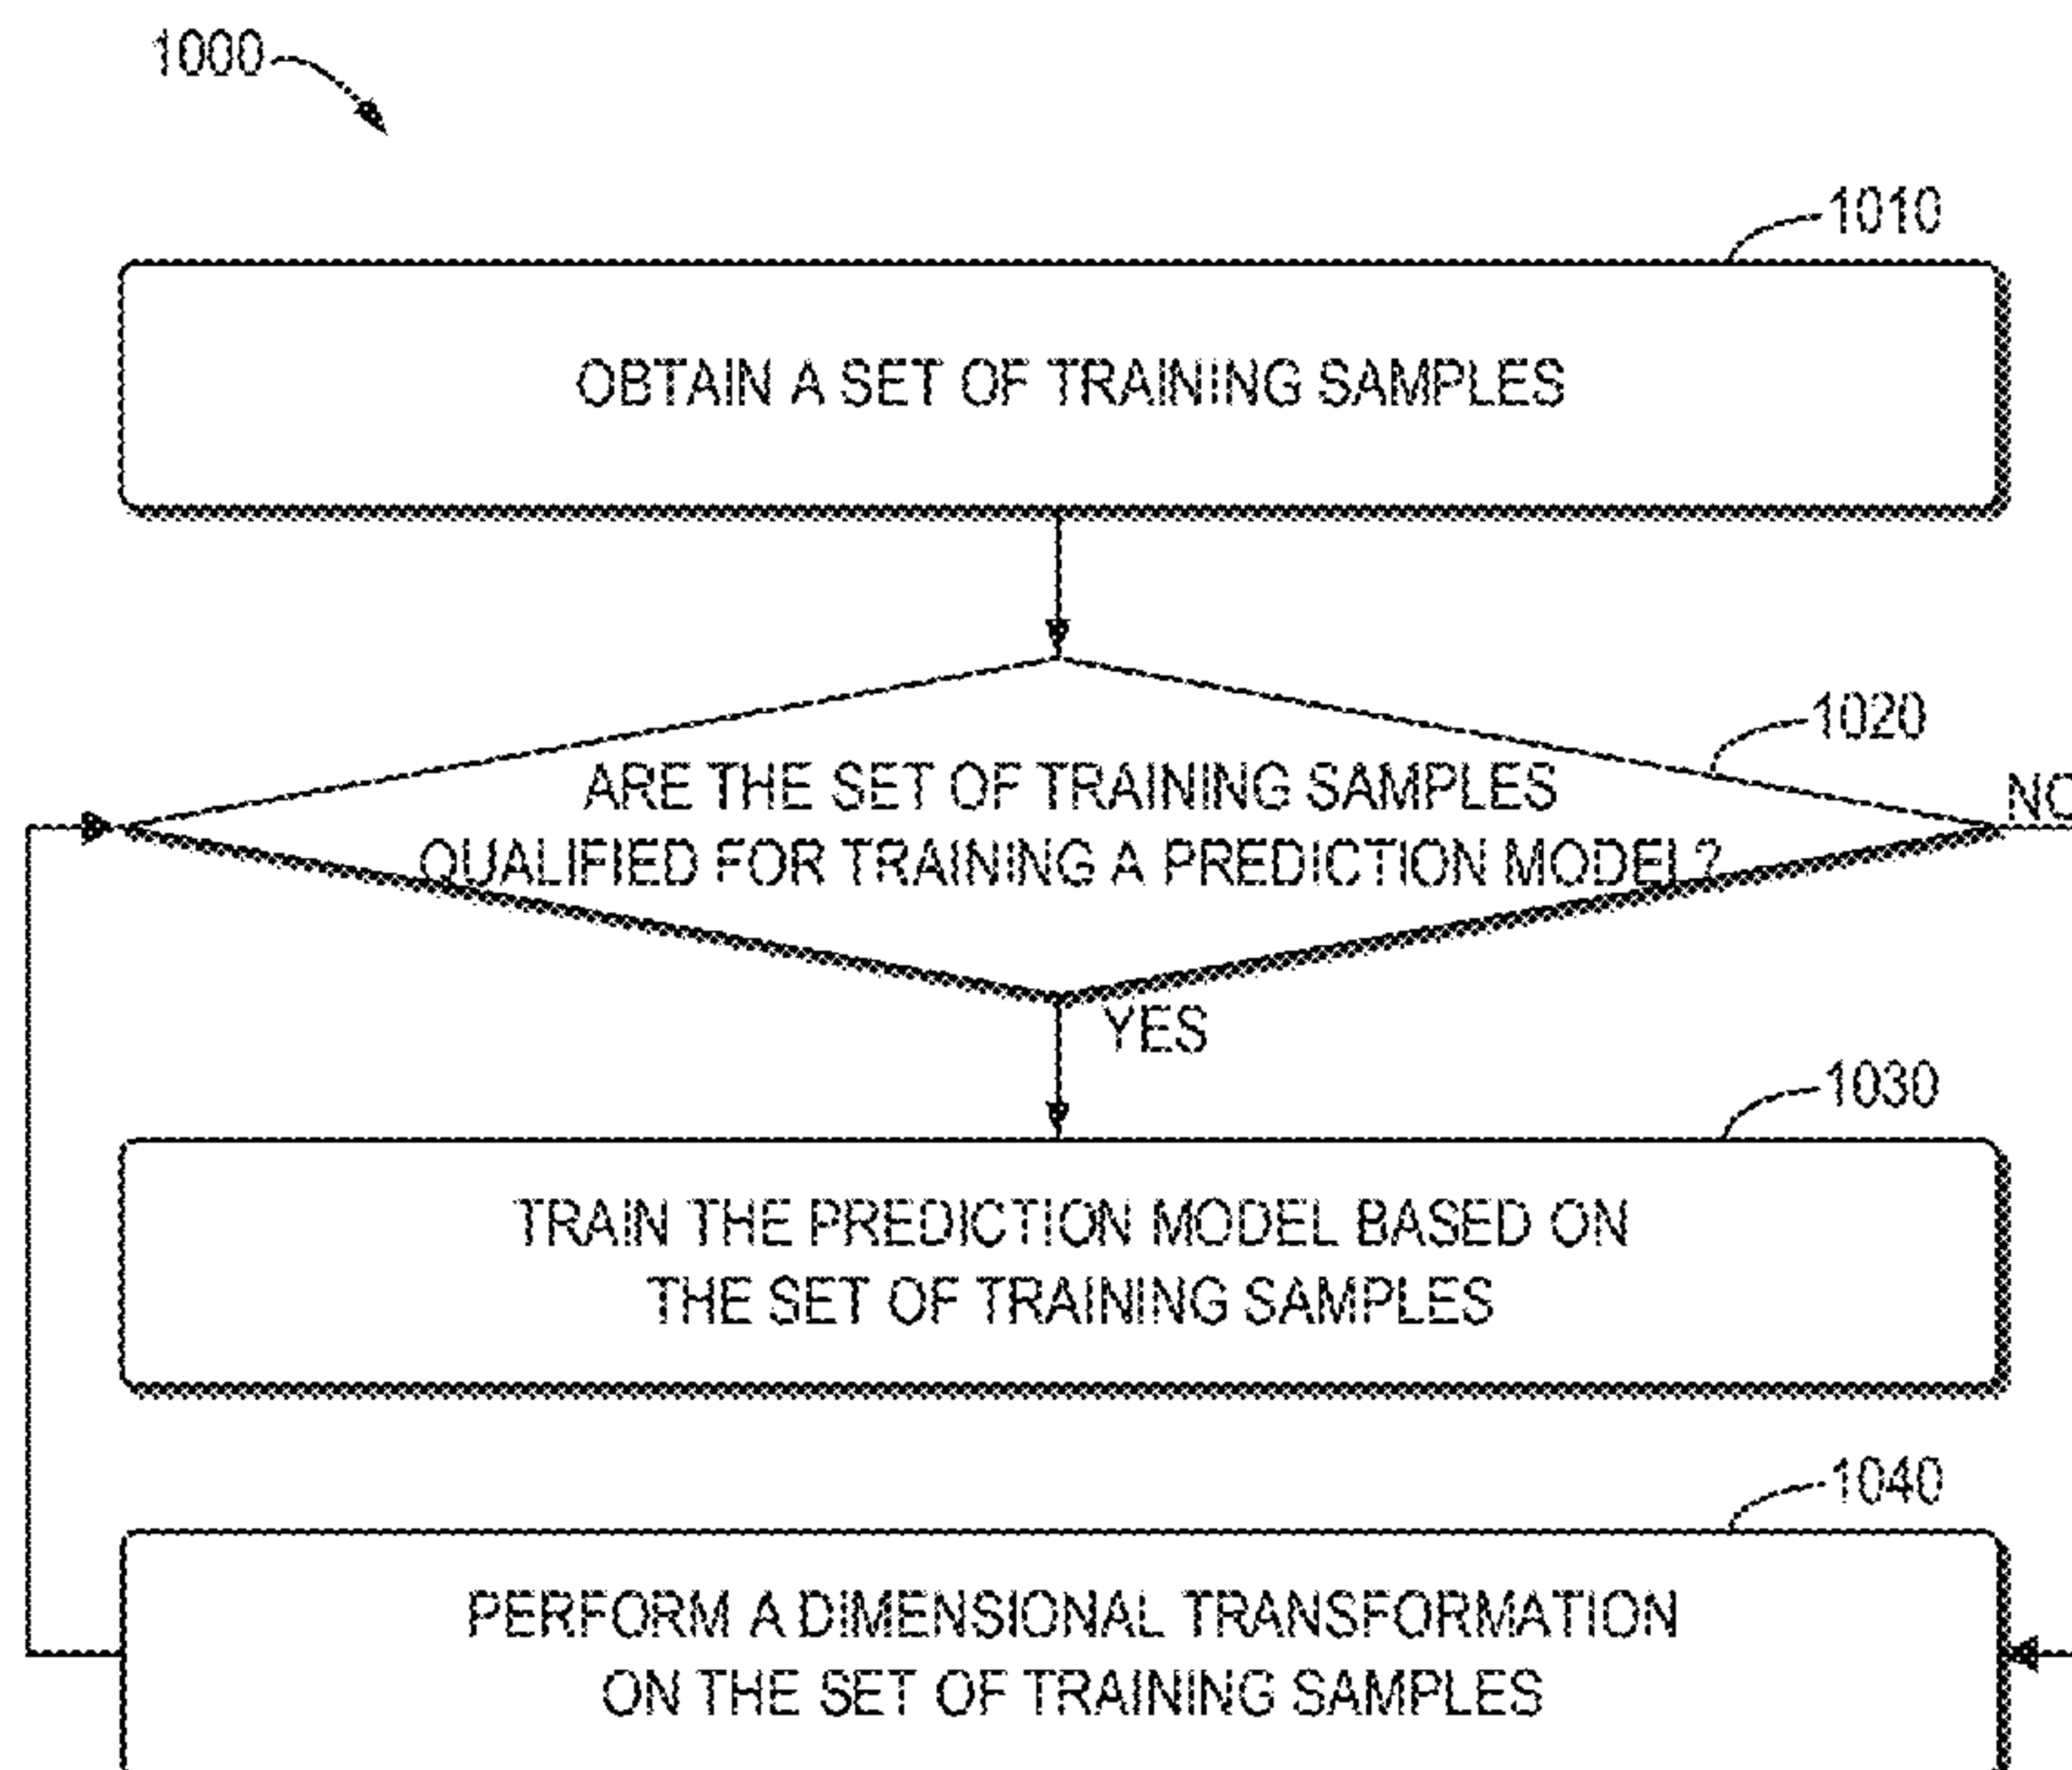 1000
1010
OBTAIN A SET OF TRAINING SAMPLES
1020
ARE THE SET OF TRAINING SAMPLES
QUALIFIED FOR TRAINING A PREDICTION MODEL?
NO
YES
1030
TRAIN THE PREDICTION MODEL BASED ON
THE SET OF TRAINING SAMPLES
1040
PERFORM A DIMENSIONAL TRANSFORMATION
ON THE SET OF TRAINING SAMPLES